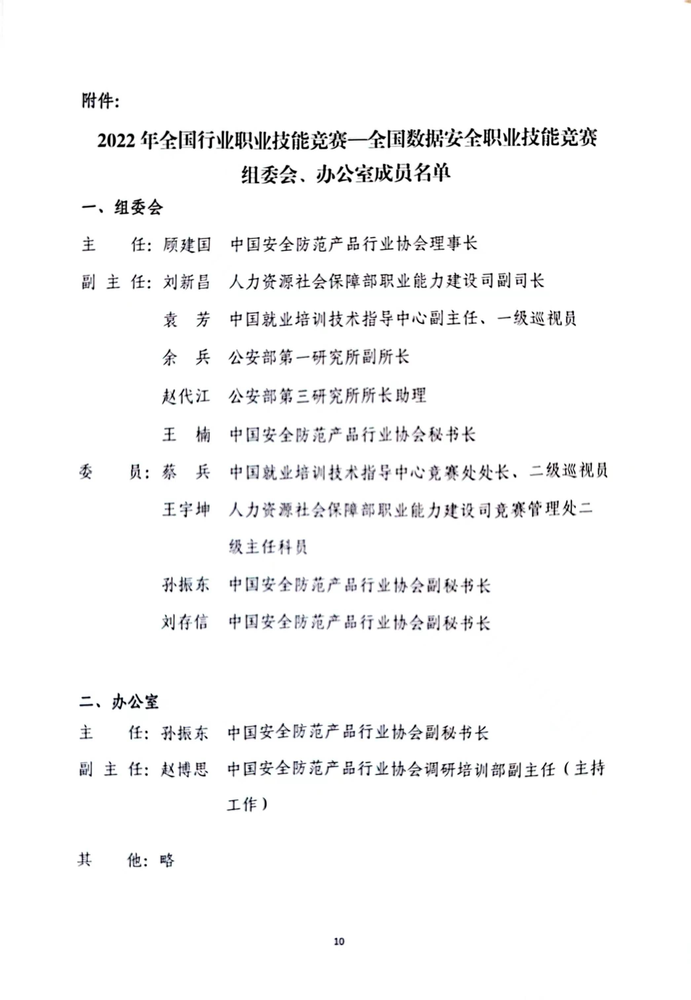 附件：
2022 年全国行业职业技能竞赛—全国数据安全职业技能竞赛
组委会、办公室成员名单
一、组委会
主 任：顾建国 中国安全防范产品行业协会理事长
副 主 任：刘新昌 人力资源社会保障部职业能力建设司副司长
袁 芳 中国就业培训技术指导中心副主任、一级巡视员
余 兵 公安部第一研究所副所长
赵代江 公安部第三研究所所长助理
王 楠 中国安全防范产品行业协会秘书长
委 员：蔡 兵 中国就业培训技术指导中心竞赛处处长、二级巡视员
王宇坤 人力资源社会保障部职业能力建设司竞赛管理处二
级主任科员
孙振东 中国安全防范产品行业协会副秘书长
刘存信 中国安全防范产品行业协会副秘书长
二、办公室
主 任：孙振东 中国安全防范产品行业协会副秘书长
副 主 任：赵博思 中国安全防范产品行业协会调研培训部副主任（主持
工作）
其 他：略
10